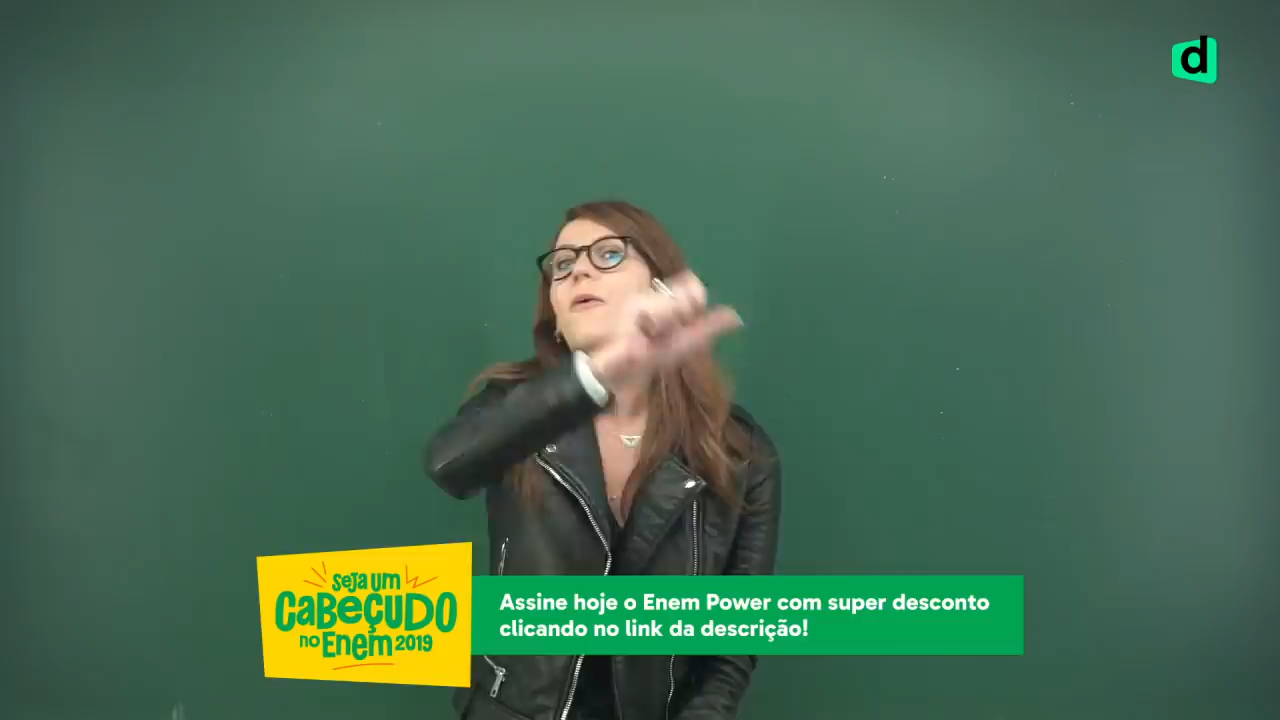 d
SEJA UM
CABEÇUDO
NO ENEM 2019
Assine hoje o Enem Power com super desconto
clicando no link da descrição!